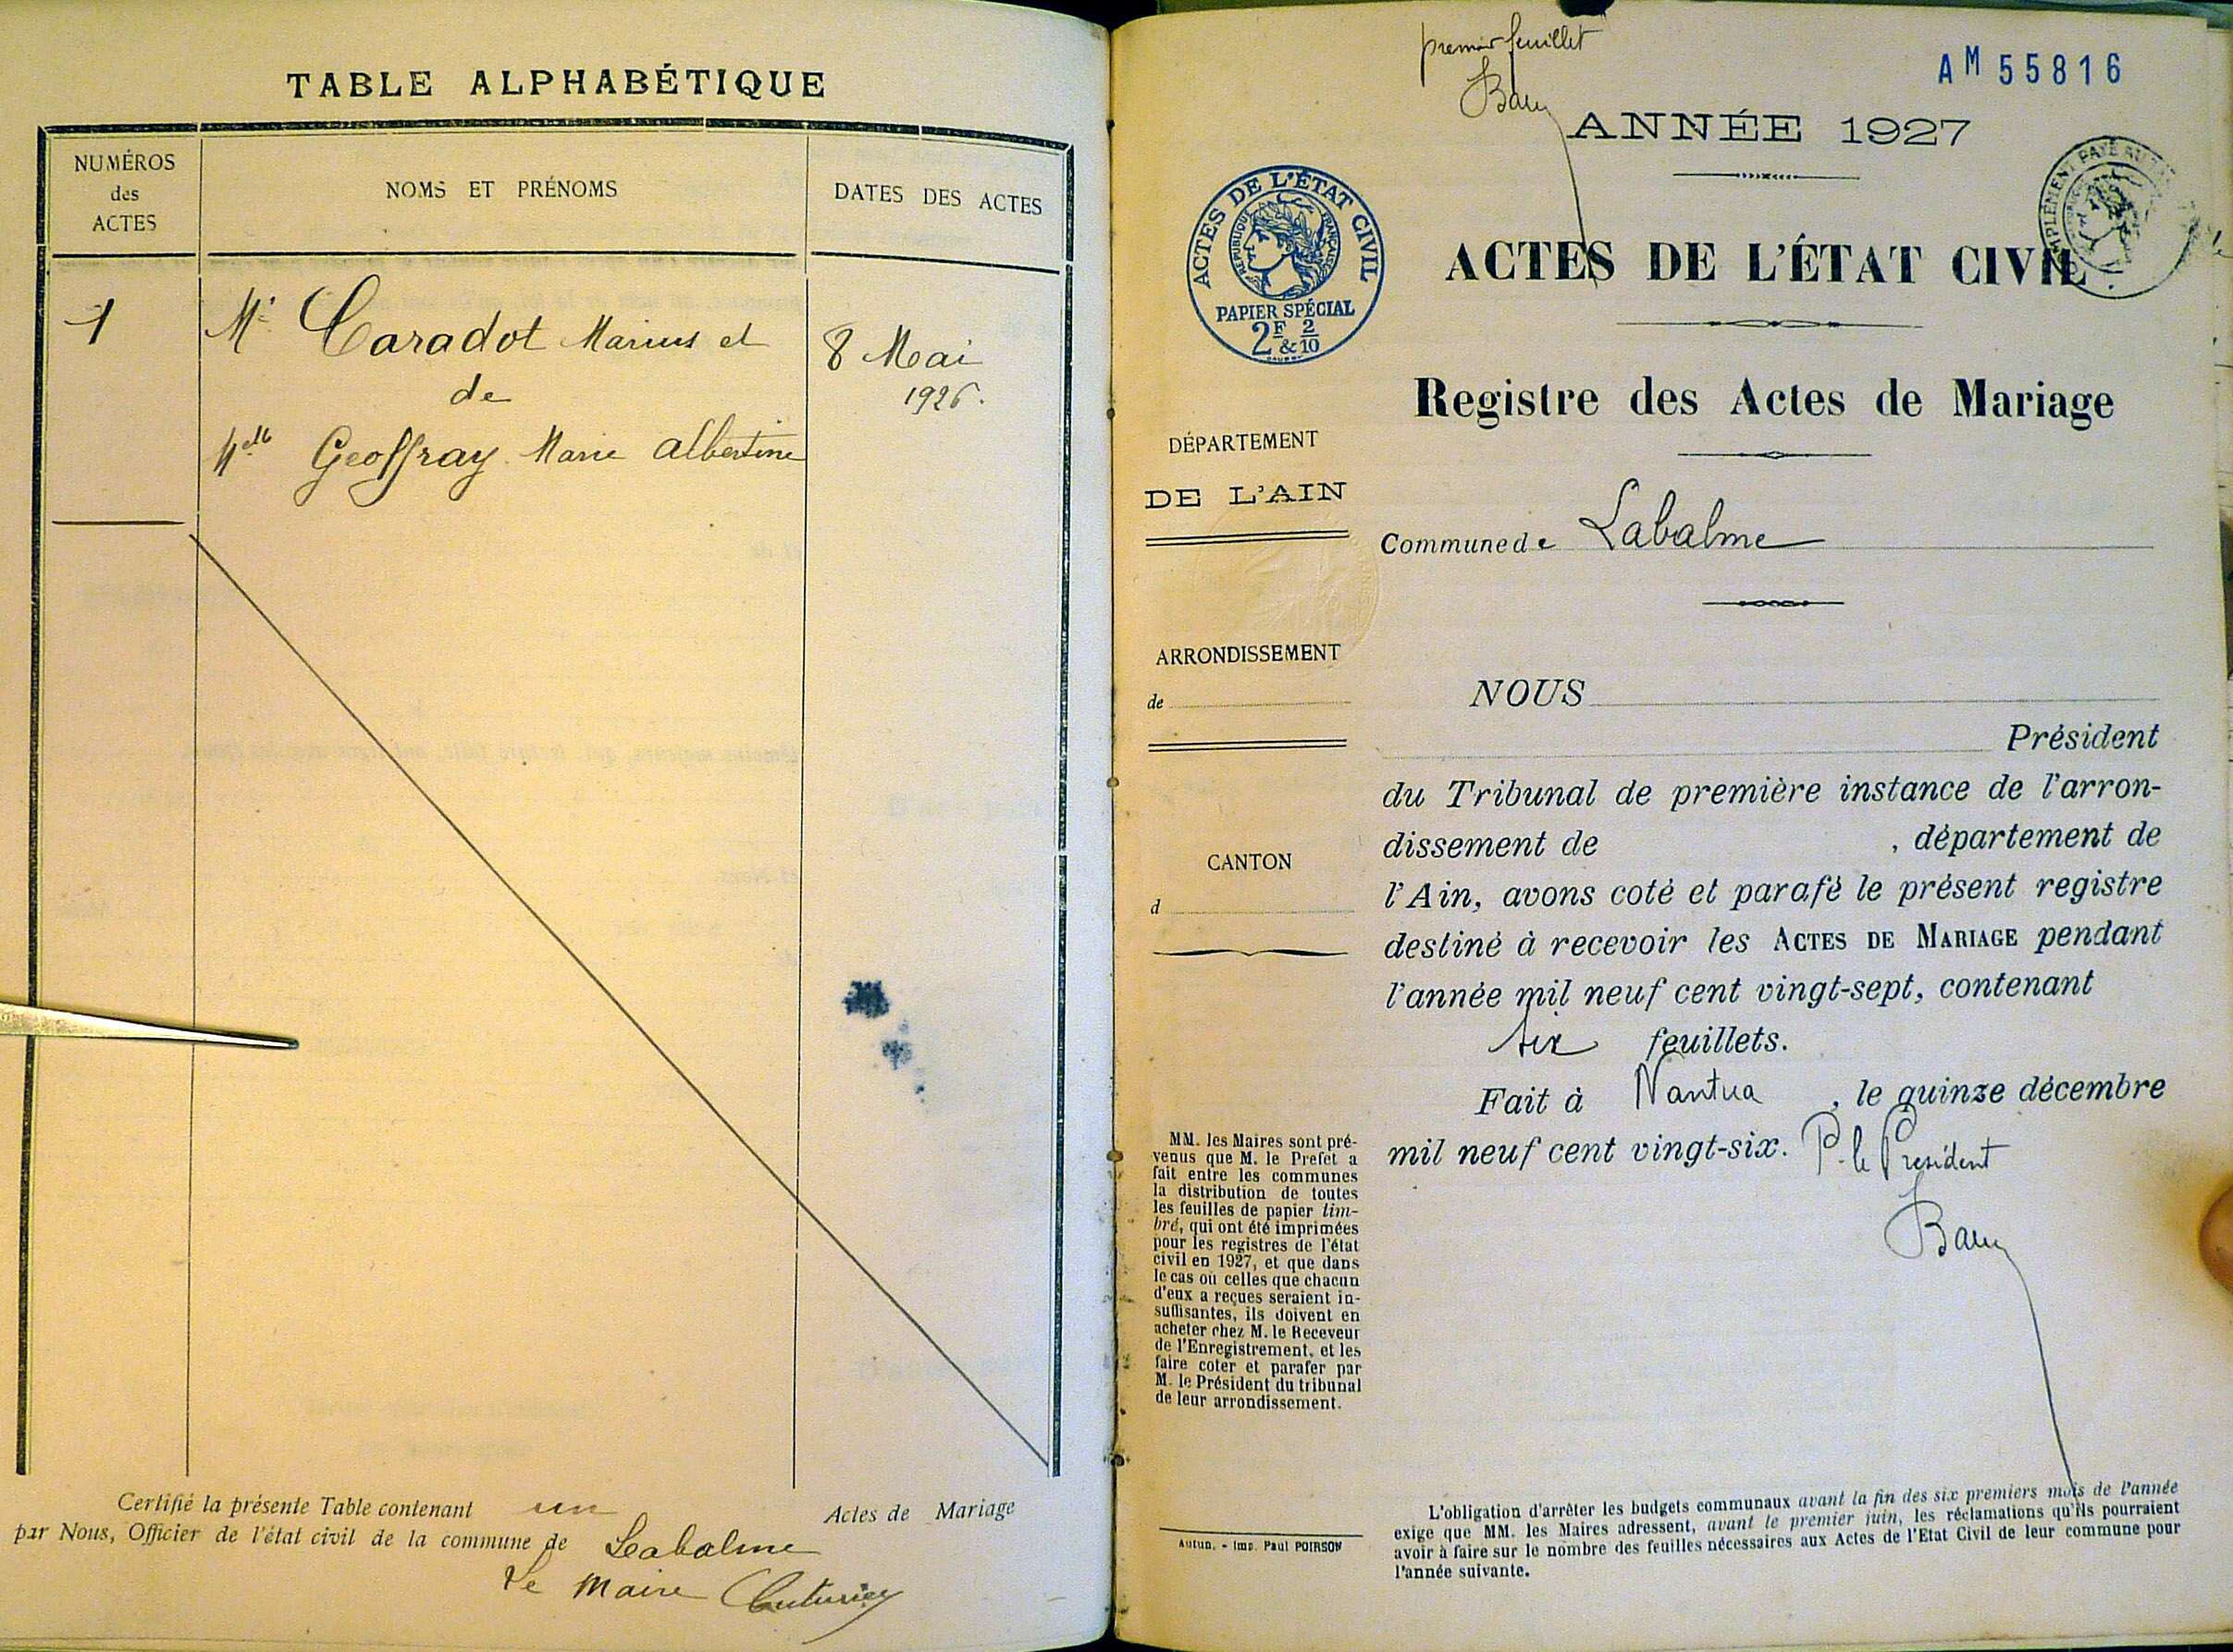 TABLE ALPHABÉTIQUE
NUMÉROS
des
ACTES
NOMS ET PRÉNOMS
DATES DES ACTES
1
Mr Caradot Marius et
de
Melle Geoffray Marie Albertine
8 Mai
1926.
Certifié la présente Table contenant un Actes de Mariage
par Nous, Officier de l'état civil de la commune de Labalme
Le Maire
premier feuillet
AM 55816
ANNÉE 1927
ACTES DE L'ÉTAT CIVIL
RÉPUBLIQUE FRANÇAISE
PAPIER SPÉCIAL
2F & 2/10
ACTES DE L'ÉTAT CIVIL
Registre des Actes de Mariage
DÉPARTEMENT
DE L'AIN
Commune de Labalme
ARRONDISSEMENT
de
CANTON
d
NOUS
Président
du Tribunal de première instance de l'arron-
dissement de , département de
l'Ain, avons coté et parafé le présent registre
destiné à recevoir les ACTES DE MARIAGE pendant
l'année mil neuf cent vingt-sept, contenant
six feuillets.
Fait à Nantua , le quinze décembre
mil neuf cent vingt-six. P. le Président
MM. les Maires sont pré-
venus que M. le Préfet a
fait entre les communes
la distribution de toutes
les feuilles de papier tim-
bré, qui ont été imprimées
pour les registres de l'état
civil en 1927, et que dans
le cas où celles que chacun
d'eux a reçues seraient in-
suffisantes, ils doivent en
acheter chez M. le Receveur
de l'Enregistrement, et les
faire coter et parafer par
M. le Président du tribunal
de leur arrondissement.
Autun. - Imp. Paul POIRSON
L'obligation d'arrêter les budgets communaux avant la fin des six premiers mois de l'année
exige que MM. les Maires adressent, avant le premier juin, les réclamations qu'ils pourraient
avoir à faire sur le nombre des feuilles nécessaires aux Actes de l'Etat Civil de leur commune pour
l'année suivante.